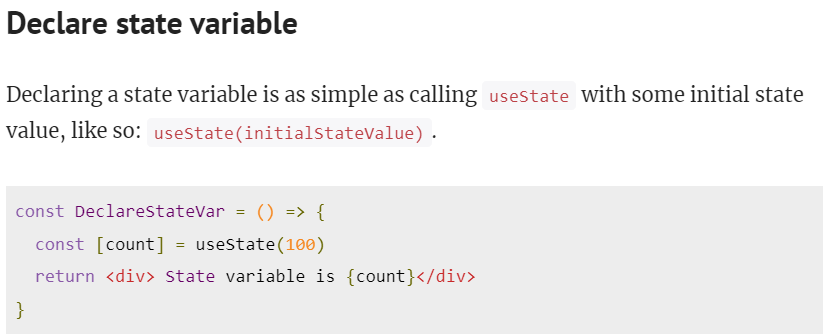 Declare state variable
Declaring a state variable is as simple as calling useState with some initial state
value, like so: useState(initialStateValue).
const DeclareStateVar = () => {
  const [count] = useState(100)
  return <div> State variable is {count}</div>
}